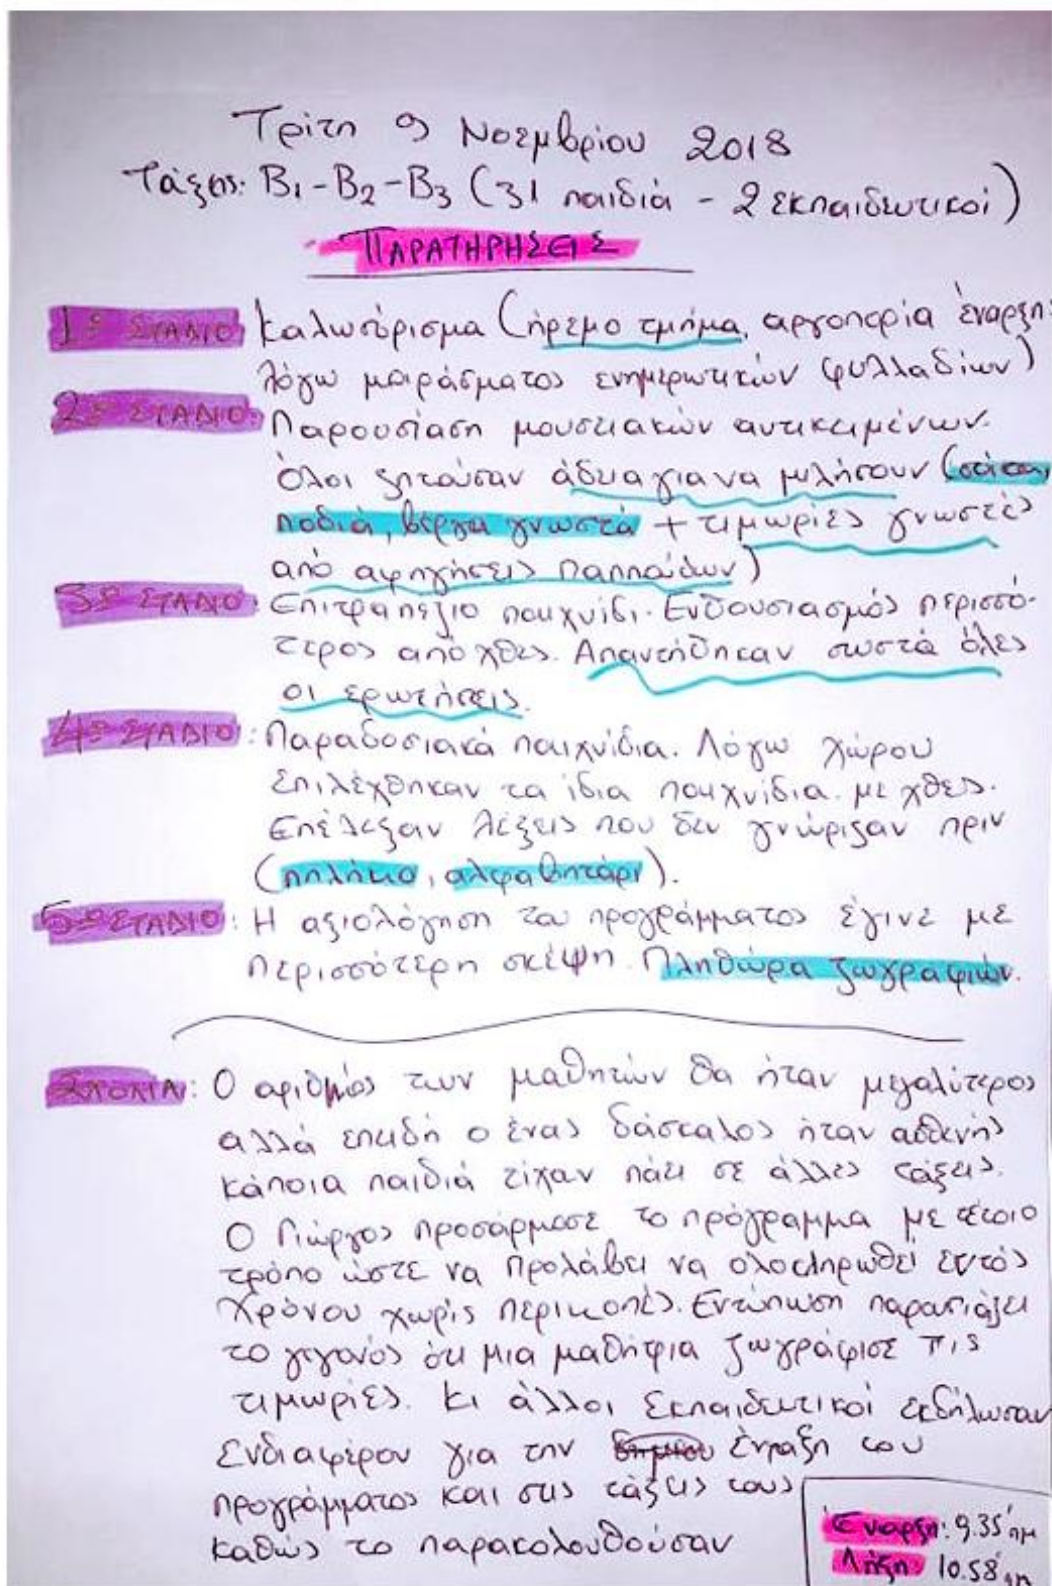 Τρίτη 9 Νοεμβρίου 2018
Τάξεις: Β1-Β2-Β3 (31 παιδιά - 2 εκπαιδευτικοί)
ΠΑΡΑΤΗΡΗΣΕΙΣ
1ο ΣΤΑΔΙΟ: Καλωσόρισμα (ήρεμο τμήμα, αργοπορία έναρξη
λόγω μοιράσματος ενημερωτικών φυλλαδίων)
2ο ΣΤΑΔΙΟ: Παρουσίαση μουσειακών αντικειμένων.
Όλοι ζητούσαν άδεια για να μιλήσουν (σάκα,
ποδιά, βέργα γνωστά + τιμωρίες γνωστές
από αφηγήσεις παππούδων)
3ο ΣΤΑΔΙΟ: Επιτραπέζιο παιχνίδι. Ενθουσιασμός περισσό-
τερος από χθες. Απαντήθηκαν σωστά όλες
οι ερωτήσεις.
4ο ΣΤΑΔΙΟ: Παραδοσιακά παιχνίδια. Λόγω χώρου
επιλέχθηκαν τα ίδια παιχνίδια με χθες.
Επέλεξαν λέξεις που δεν γνώριζαν πριν
(πηλήκιο, αλφαβητάρι).
5ο ΣΤΑΔΙΟ: Η αξιολόγηση του προγράμματος έγινε με
περισσότερη σκέψη. Πληθώρα ζωγραφιών.
ΣΧΟΛΙΑ: Ο αριθμός των μαθητών θα ήταν μεγαλύτερος
αλλά επειδή ο ένας δάσκαλος ήταν ασθενής
κάποια παιδιά είχαν πάει σε άλλες τάξεις.
Ο Γιώργος προσάρμοσε το πρόγραμμα με τέτοιο
τρόπο ώστε να προλάβει να ολοκληρωθεί εντός
χρόνου χωρίς περικοπές. Εντύπωση παρουσιάζει
το γεγονός ότι μια μαθήτρια ζωγράφισε τις
τιμωρίες. Κι άλλοι εκπαιδευτικοί εκδήλωσαν
ενδιαφέρον για την ένταξη του
προγράμματος και στις τάξεις τους
καθώς το παρακολουθούσαν
Έναρξη: 9.35΄ πμ
Λήξη: 10.58΄ πμ